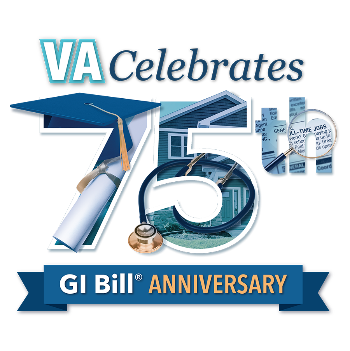 VA Celebrates
75th
GI Bill® ANNIVERSARY